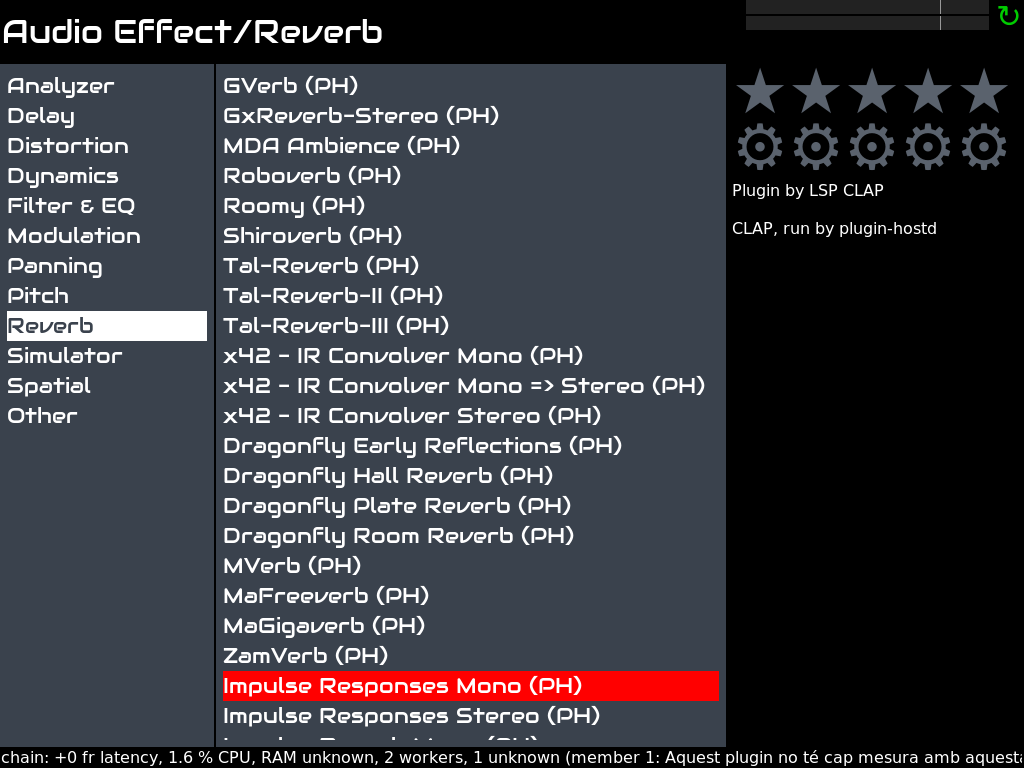 Audio Effect/Reverb
Analyzer
Delay
Distortion
Dynamics
Filter & EQ
Modulation
Panning
Pitch
Reverb
Simulator
Spatial
Other
GVerb (PH)
GxReverb-Stereo (PH)
MDA Ambience (PH)
Roboverb (PH)
Roomy (PH)
Shiroverb (PH)
Tal-Reverb (PH)
Tal-Reverb-II (PH)
Tal-Reverb-III (PH)
x42 - IR Convolver Mono (PH)
x42 - IR Convolver Mono => Stereo (PH)
x42 - IR Convolver Stereo (PH)
Dragonfly Early Reflections (PH)
Dragonfly Hall Reverb (PH)
Dragonfly Plate Reverb (PH)
Dragonfly Room Reverb (PH)
MVerb (PH)
MaFreeverb (PH)
MaGigaverb (PH)
ZamVerb (PH)
Impulse Responses Mono (PH)
Impulse Responses Stereo (PH)
Plugin by LSP CLAP
CLAP, run by plugin-hostd
chain: +0 fr latency, 1.6 % CPU, RAM unknown, 2 workers, 1 unknown (member 1: Aquest plugin no té cap mesura amb aquesta